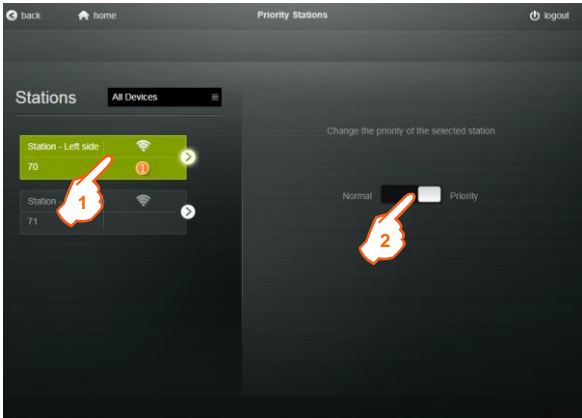 back home Priority Stations logout
Stations All Devices
Change the priority of the selected station
Station - Left side
70
Normal Priority
Station -
71
1
2